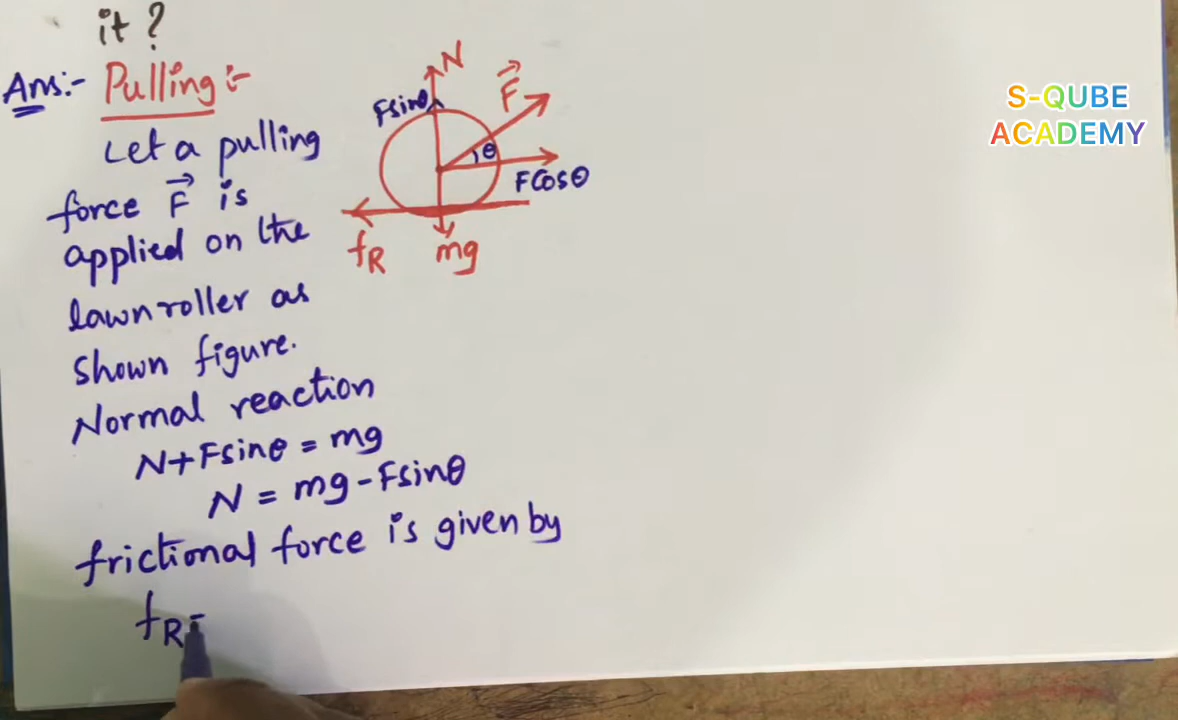 it?
Ans:- Pulling:-
Let a pulling
force F⃗ is
applied on the
lawnroller as
shown figure.
Normal reaction
N+Fsinθ = mg
N = mg-Fsinθ
frictional force is given by
fR=
N
F⃗
Fsinθ
θ
FCosθ
fR
mg
S-QUBE
ACADEMY